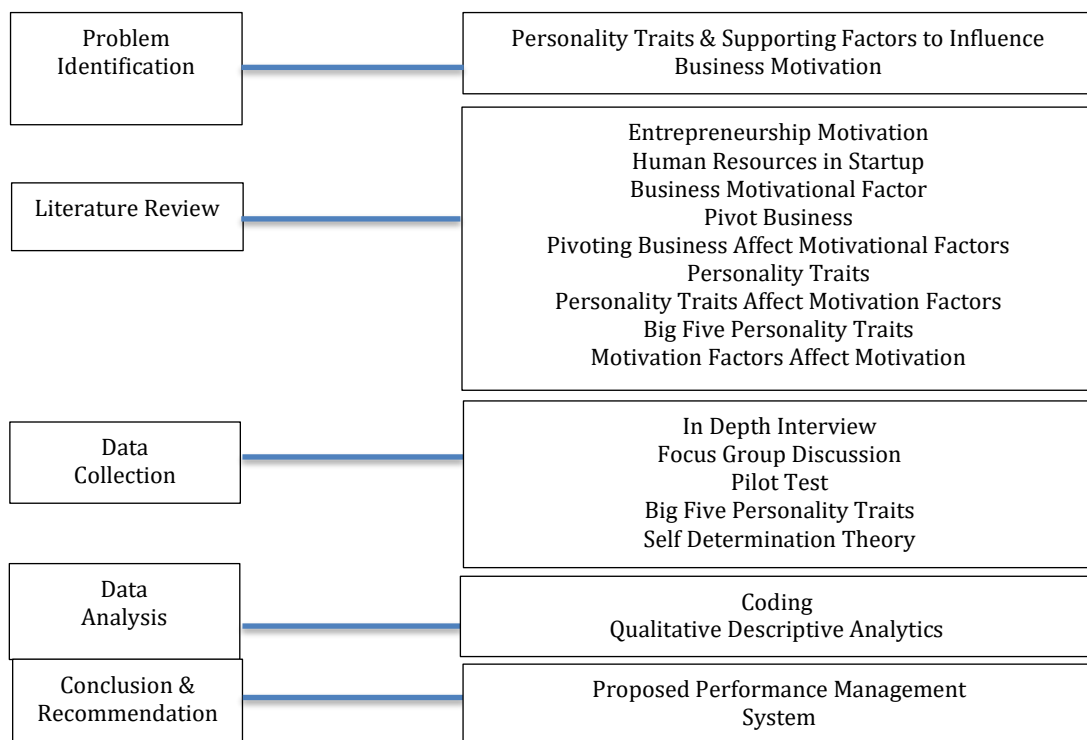 Problem
Identification
Personality Traits & Supporting Factors to Influence
Business Motivation
Literature Review
Entrepreneurship Motivation
Human Resources in Startup
Business Motivational Factor
Pivot Business
Pivoting Business Affect Motivational Factors
Personality Traits
Personality Traits Affect Motivation Factors
Big Five Personality Traits
Motivation Factors Affect Motivation
Data
Collection
In Depth Interview
Focus Group Discussion
Pilot Test
Big Five Personality Traits
Self Determination Theory
Data
Analysis
Coding
Qualitative Descriptive Analytics
Conclusion &
Recommendation
Proposed Performance Management
System